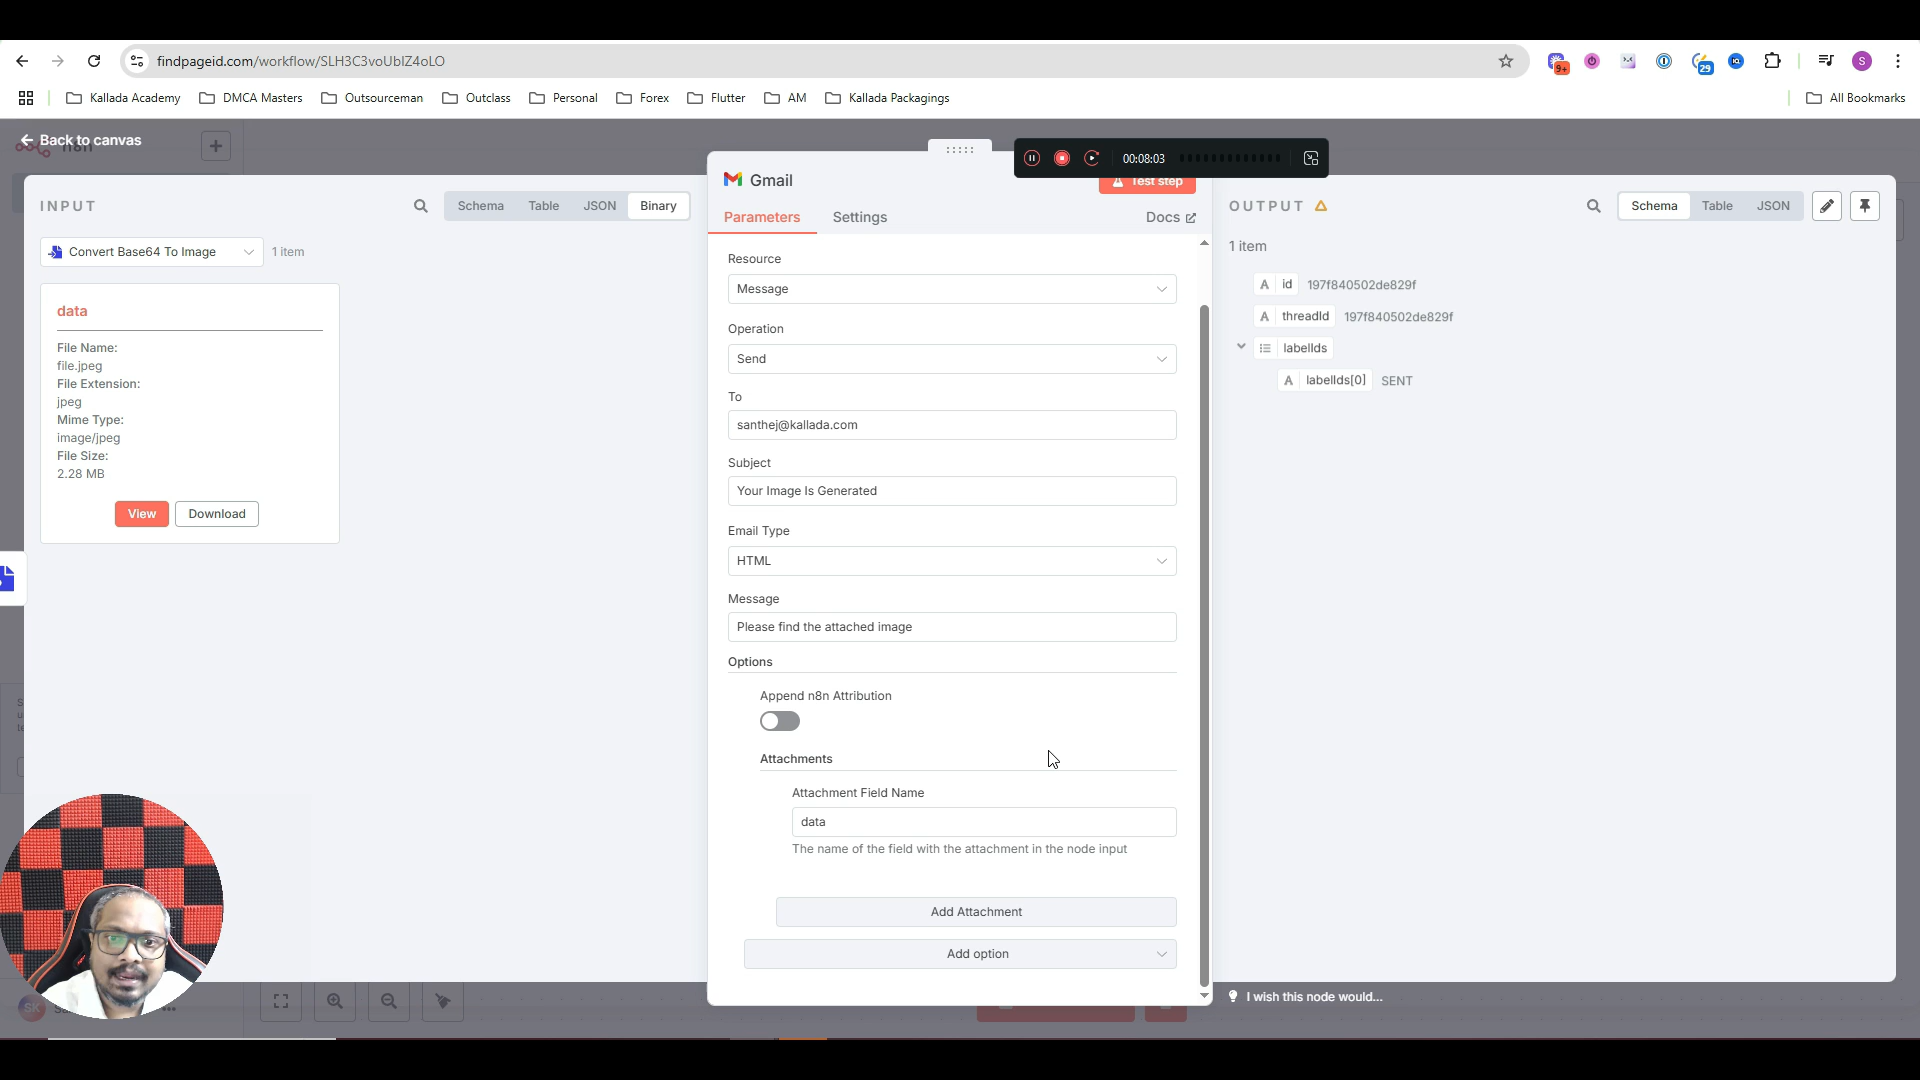 findpageid.com/workflow/SLH3C3voUbIZ4oLO
9+
29
S
Kallada Academy
DMCA Masters
Outsourceman
Outclass
Personal
Forex
Flutter
AM
Kallada Packagings
All Bookmarks
Back to canvas
n8n
00:08:03
INPUT
Schema
Table
JSON
Binary
Convert Base64 To Image
1 item
data
File Name:
file.jpeg
File Extension:
jpeg
Mime Type:
image/jpeg
File Size:
2.28 MB
View
Download
Gmail
Test step
Parameters
Settings
Docs
Resource
Message
Operation
Send
To
santhej@kallada.com
Subject
Your Image Is Generated
Email Type
HTML
Message
Please find the attached image
Options
Append n8n Attribution
Attachments
Attachment Field Name
data
The name of the field with the attachment in the node input
Add Attachment
Add option
OUTPUT
Schema
Table
JSON
1 item
A id 197f840502de829f
A threadId 197f840502de829f
labelIds
A labelIds[0] SENT
I wish this node would...
SK